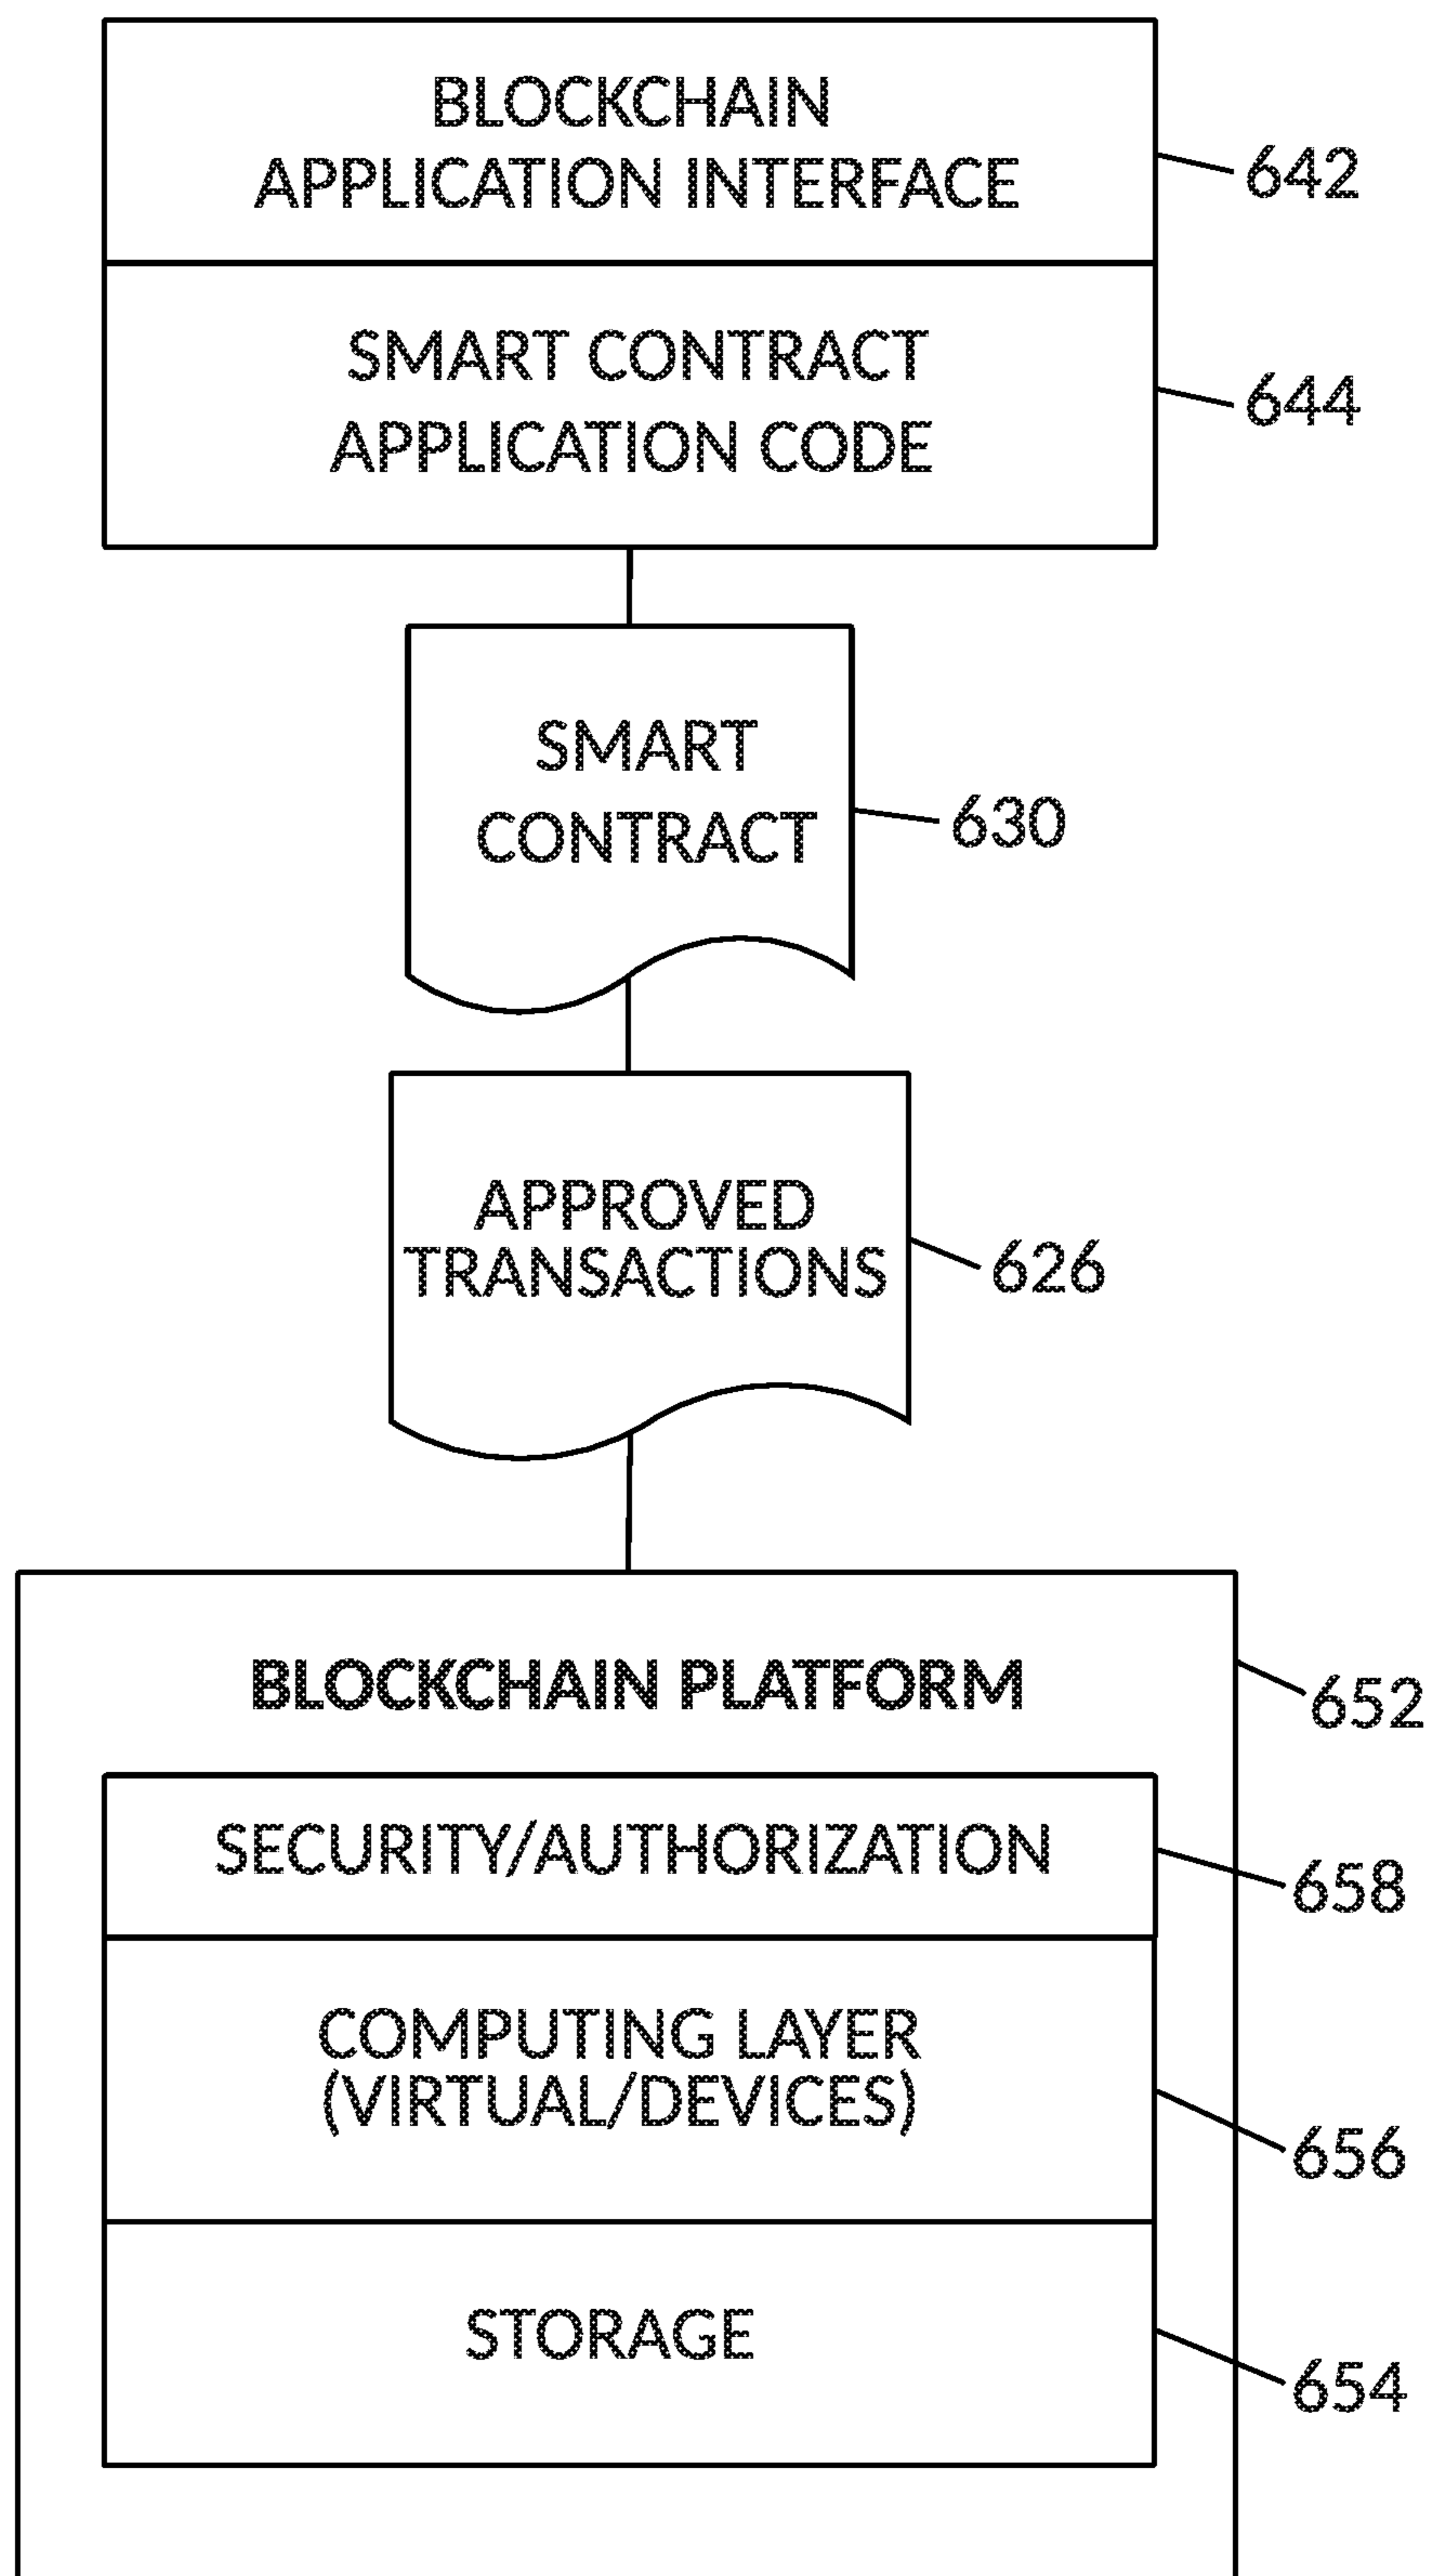 BLOCKCHAIN
APPLICATION INTERFACE
642
SMART CONTRACT
APPLICATION CODE
644
SMART
CONTRACT
630
APPROVED
TRANSACTIONS
626
BLOCKCHAIN PLATFORM
652
SECURITY/AUTHORIZATION
658
COMPUTING LAYER
(VIRTUAL/DEVICES)
656
STORAGE
654